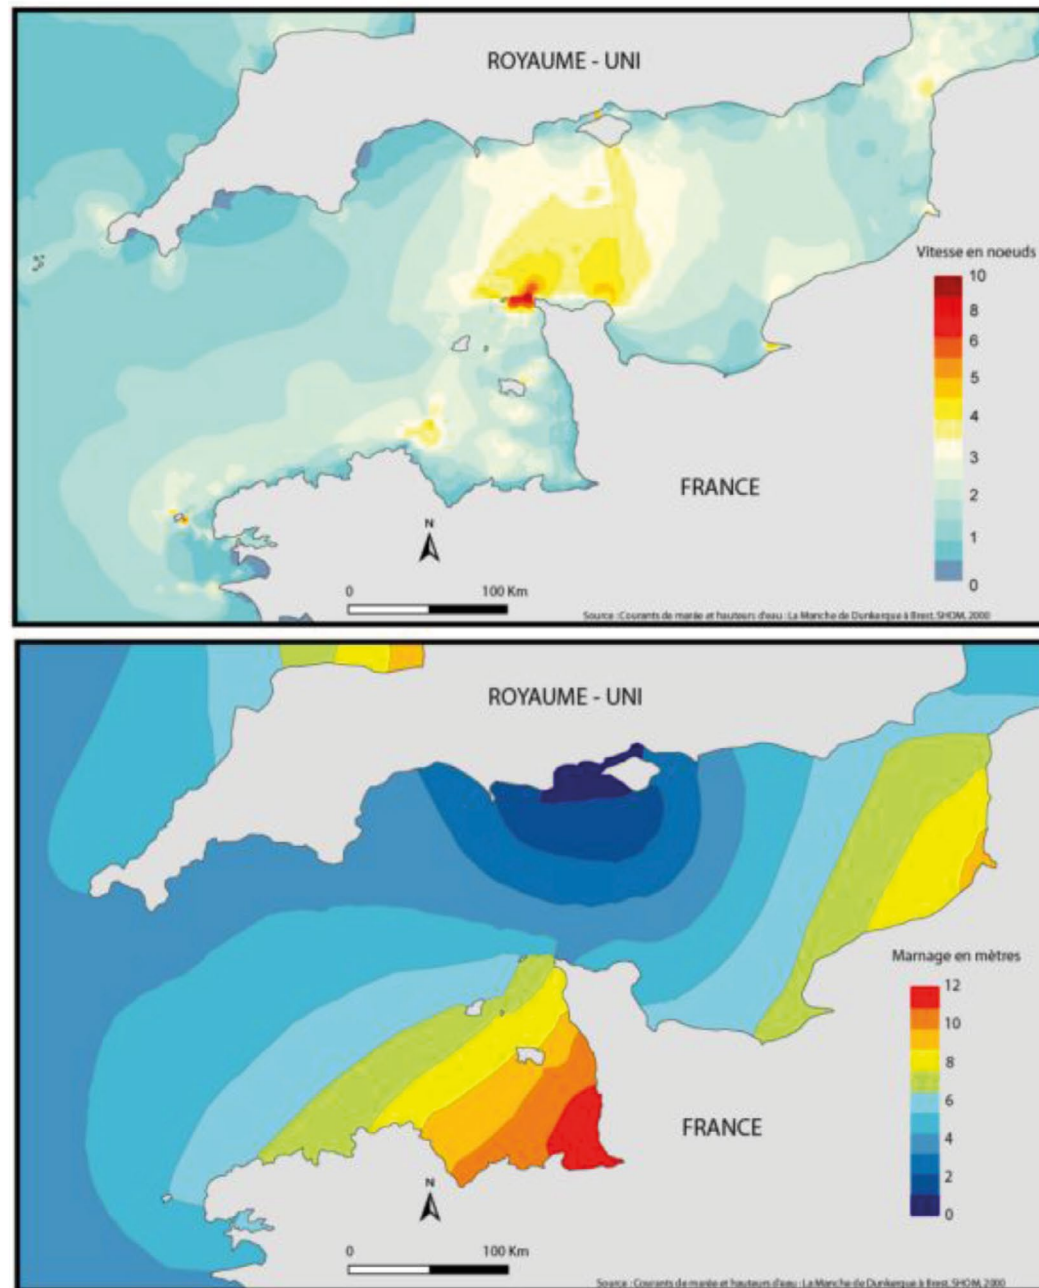 ROYAUME - UNI
Vitesse en noeuds
10
8
6
5
4
3
2
1
0
FRANCE
N
0 100 Km
Source : Courants de marée et hauteurs d'eau : La Manche de Dunkerque à Brest, SHOM, 2000
ROYAUME - UNI
Marnage en mètres
12
10
8
6
4
2
0
FRANCE
N
0 100 Km
Source : Courants de marée et hauteurs d'eau : La Manche de Dunkerque à Brest, SHOM, 2000